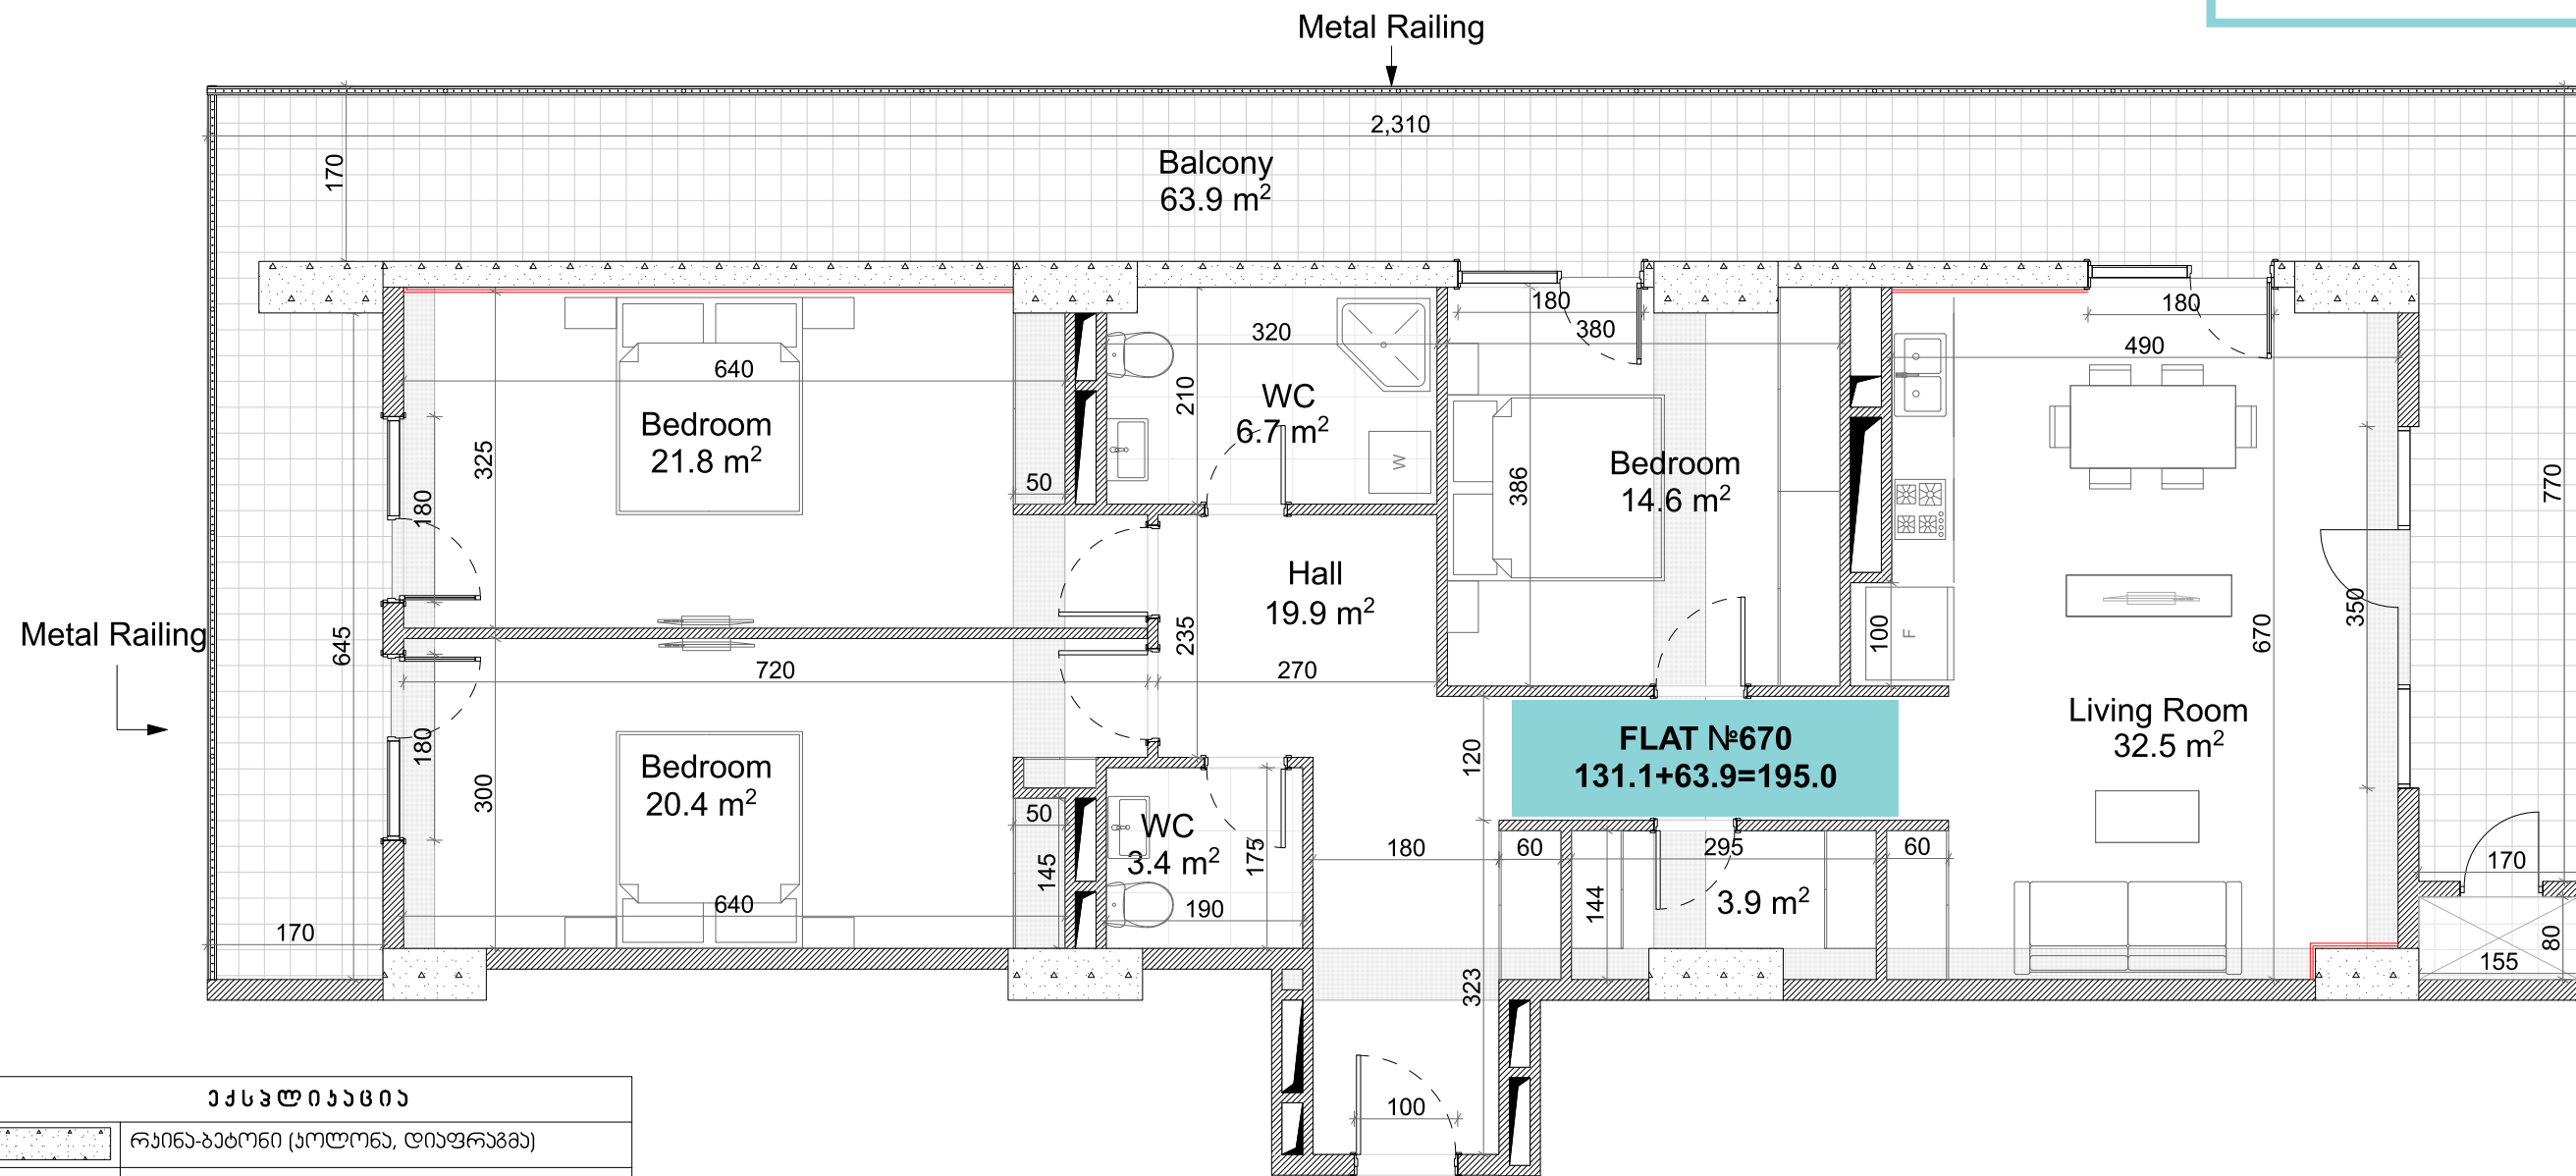 Metal Railing
2,310
170
Balcony
63.9 m²
180
380
180
320
490
640
210
WC
6.7 m²
Bedroom
21.8 m²
325
50
W
386
Bedroom
14.6 m²
770
180
Hall
19.9 m²
350
Metal Railing
645
235
100
F
670
720
270
Living Room
32.5 m²
180
120
FLAT №670
131.1+63.9=195.0
Bedroom
20.4 m²
300
50
WC
3.4 m²
175
180
60
295
60
170
145
144
3.9 m²
640
190
170
80
155
323
100
ექსპლიკაცია
რკინა-ბეტონი (კოლონა, დიაფრაგმა)